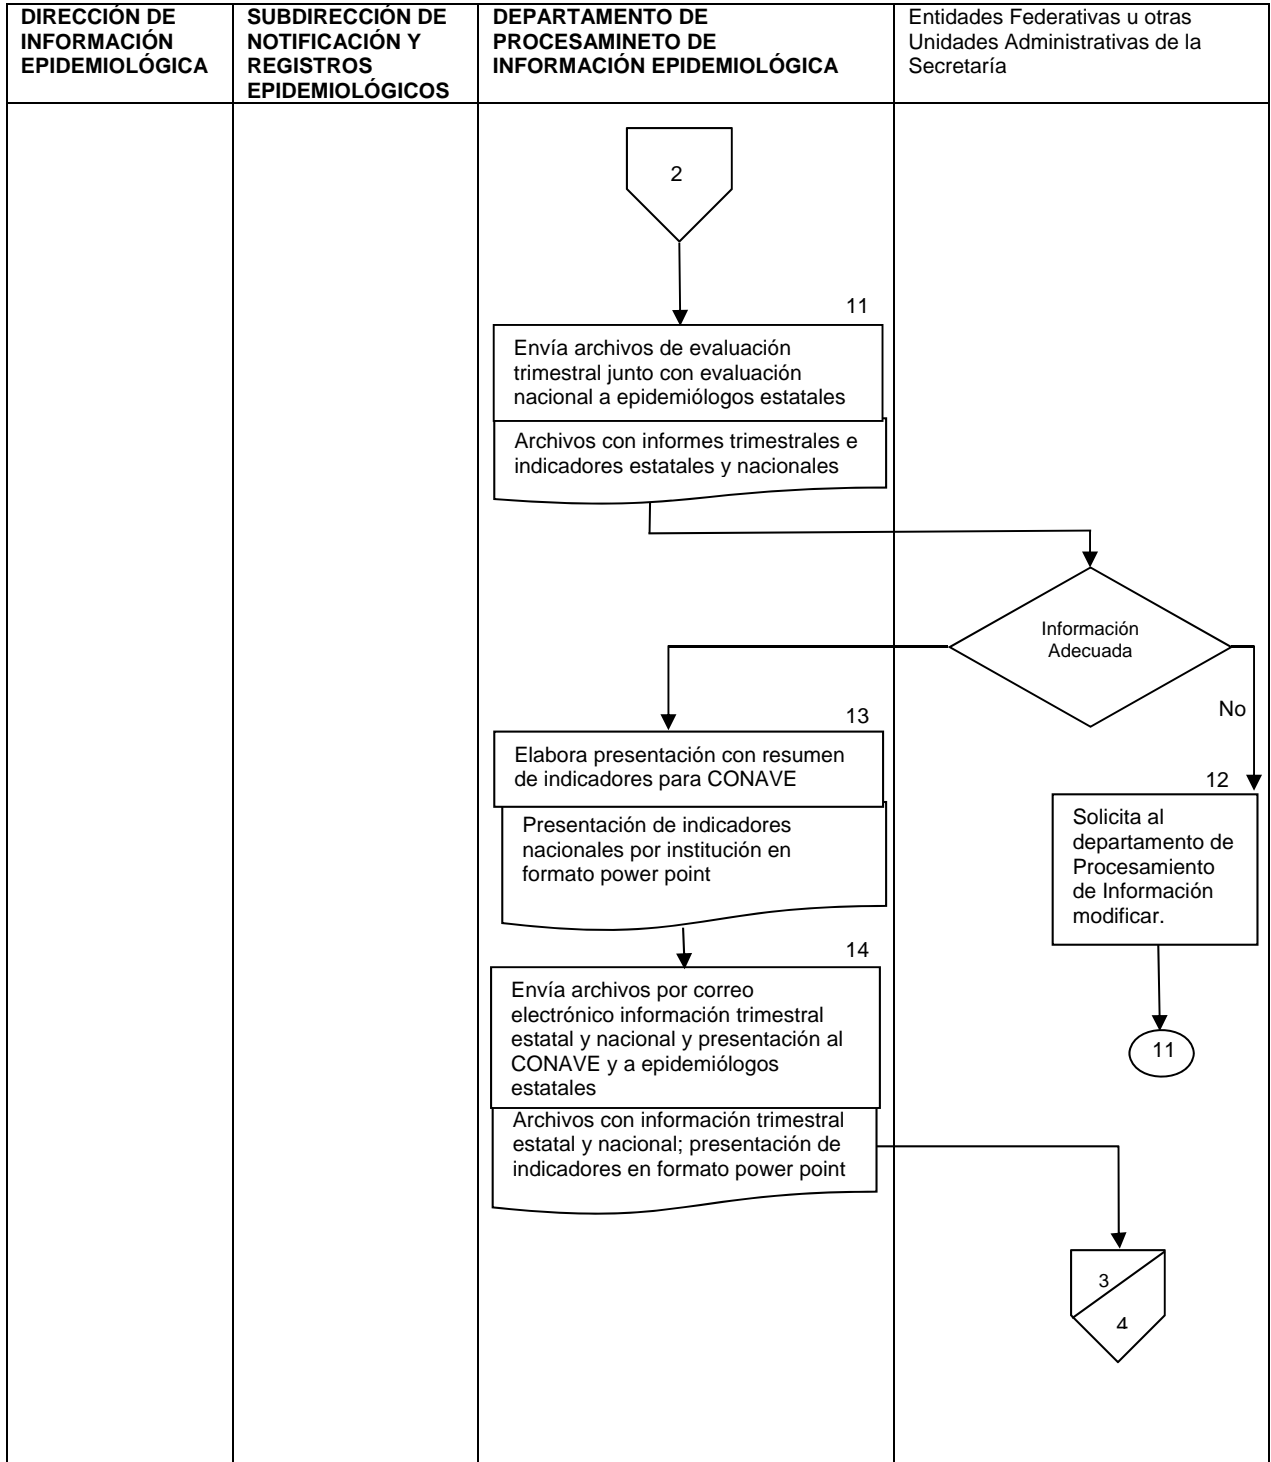 DIRECCIÓN DE
INFORMACIÓN
EPIDEMIOLÓGICA
SUBDIRECCIÓN DE
NOTIFICACIÓN Y
REGISTROS
EPIDEMIOLÓGICOS
DEPARTAMENTO DE
PROCESAMINETO DE
INFORMACIÓN EPIDEMIOLÓGICA
Entidades Federativas u otras
Unidades Administrativas de la
Secretaría
2
11
Envía archivos de evaluación
trimestral junto con evaluación
nacional a epidemiólogos estatales
Archivos con informes trimestrales e
indicadores estatales y nacionales
Información
Adecuada
No
13
Elabora presentación con resumen
de indicadores para CONAVE
Presentación de indicadores
nacionales por institución en
formato power point
12
Solicita al
departamento de
Procesamiento
de Información
modificar.
11
14
Envía archivos por correo
electrónico información trimestral
estatal y nacional y presentación al
CONAVE y a epidemiólogos
estatales
Archivos con información trimestral
estatal y nacional; presentación de
indicadores en formato power point
3
4